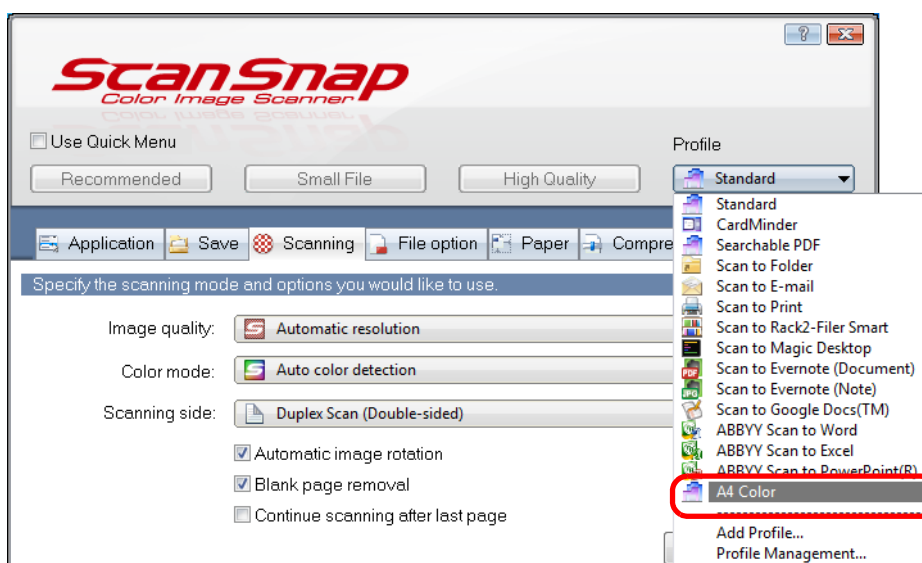 ScanSnap
Color Image Scanner
Use Quick Menu
Profile
Recommended
Small File
High Quality
Standard
Application
Save
Scanning
File option
Paper
Compre
Specify the scanning mode and options you would like to use.
Image quality:
Automatic resolution
Color mode:
Auto color detection
Scanning side:
Duplex Scan (Double-sided)
Automatic image rotation
Blank page removal
Continue scanning after last page
Standard
CardMinder
Searchable PDF
Scan to Folder
Scan to E-mail
Scan to Print
Scan to Rack2-Filer Smart
Scan to Magic Desktop
Scan to Evernote (Document)
Scan to Evernote (Note)
Scan to Google Docs(TM)
ABBYY Scan to Word
ABBYY Scan to Excel
ABBYY Scan to PowerPoint(R)
A4 Color
Add Profile...
Profile Management...